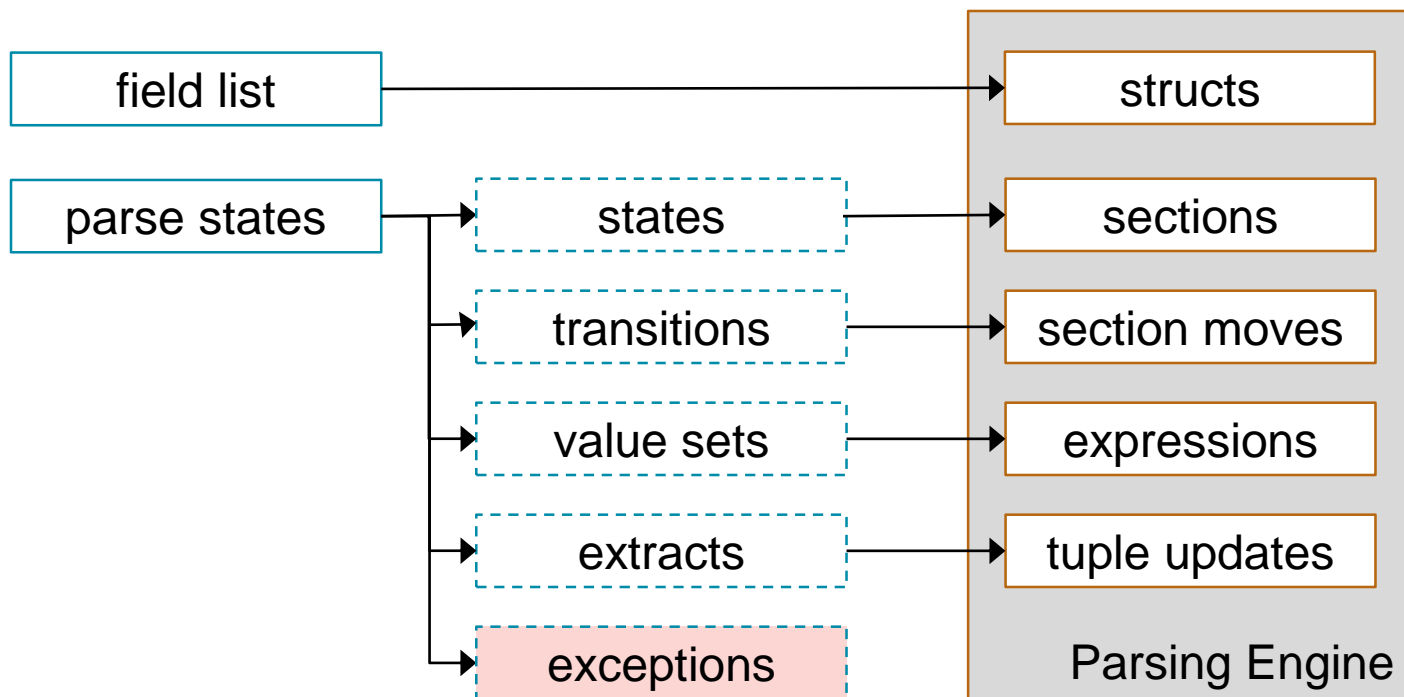 field list
structs
parse states
states
sections
transitions
section moves
value sets
expressions
extracts
tuple updates
exceptions
Parsing Engine